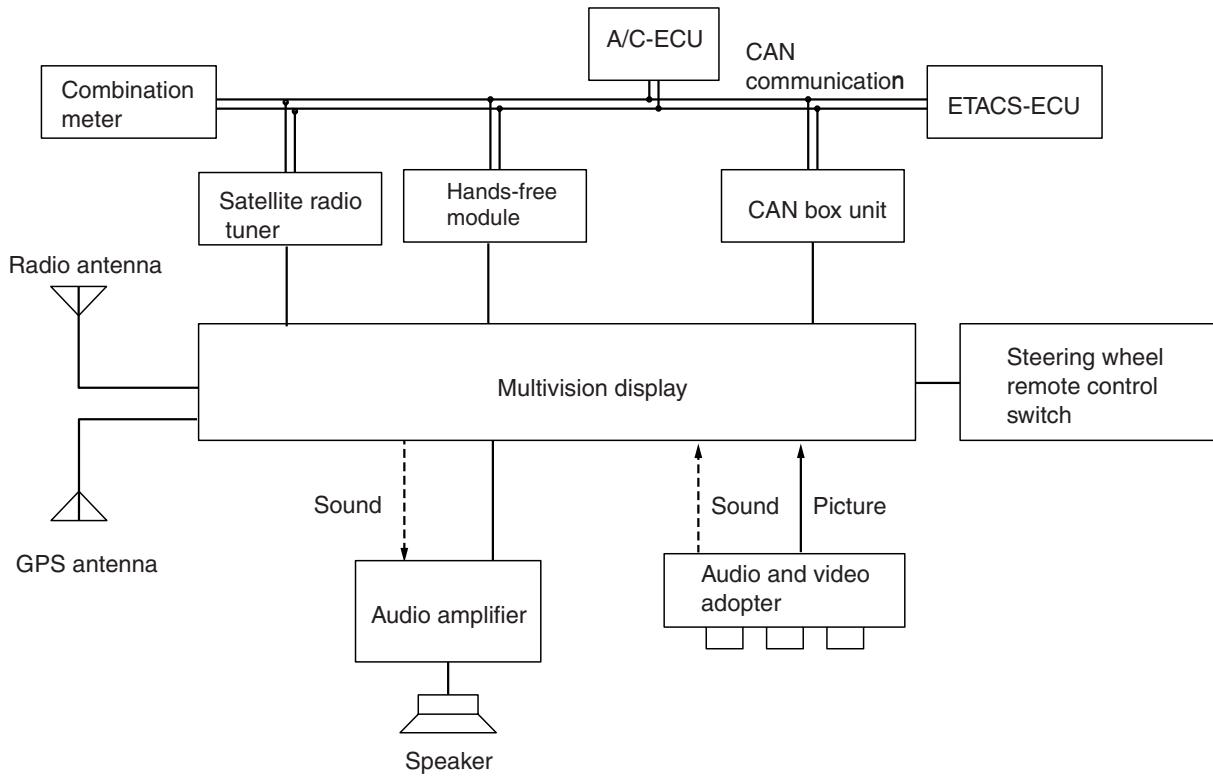 A/C-ECU
CAN
communication
Combination
meter
ETACS-ECU
Satellite radio
tuner
Hands-free
module
CAN box unit
Radio antenna
Multivision display
Steering wheel
remote control
switch
Sound
Sound
Picture
GPS antenna
Audio amplifier
Audio and video
adopter
Speaker